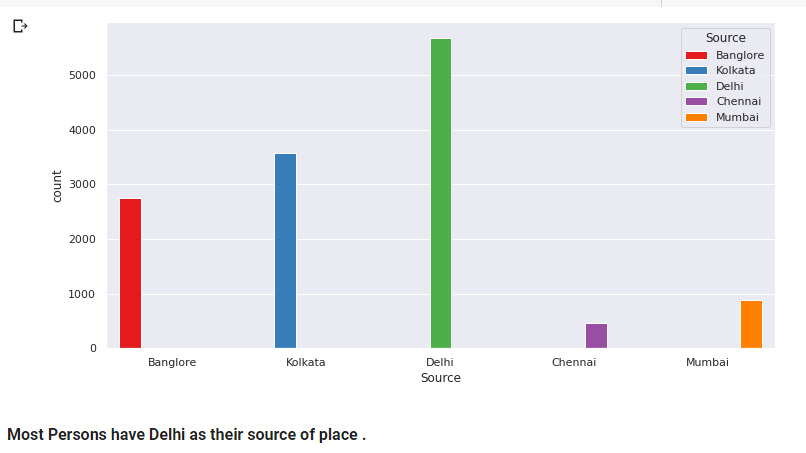 Source
Banglore
Kolkata
Delhi
Chennai
Mumbai
5000
4000
3000
2000
1000
0
count
Banglore Kolkata Delhi Chennai Mumbai
Source
Most Persons have Delhi as their source of place .